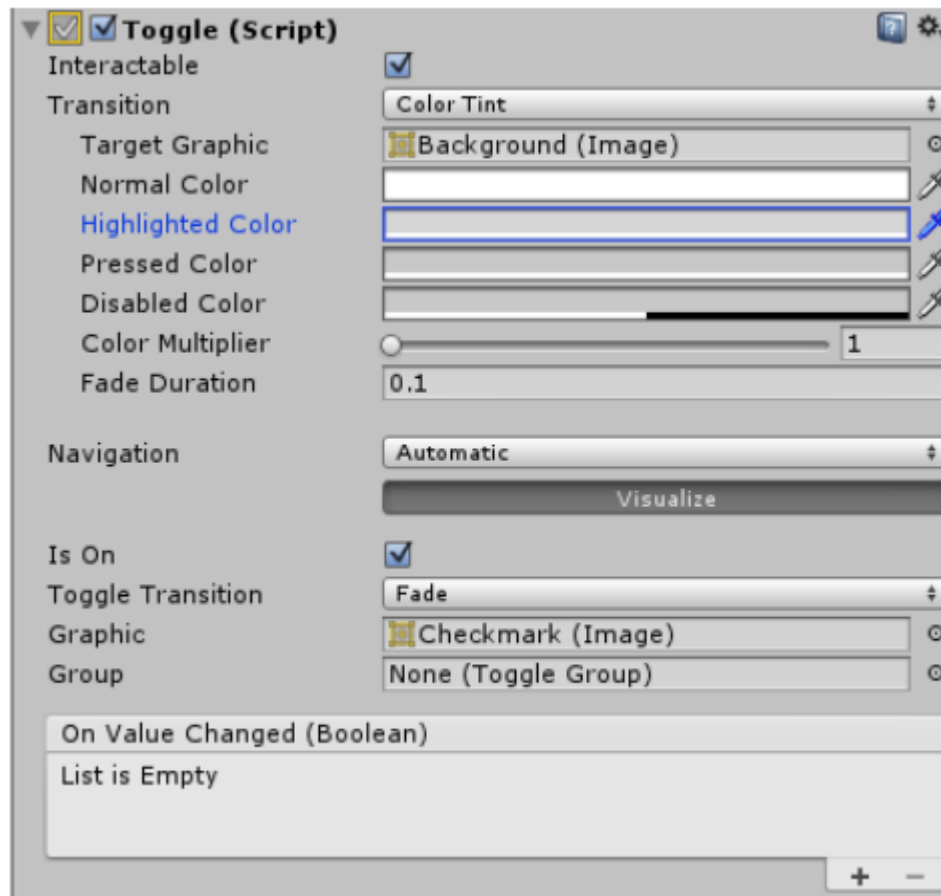 Toggle (Script)
Interactable
Transition Color Tint
Target Graphic Background (Image)
Normal Color
Highlighted Color
Pressed Color
Disabled Color
Color Multiplier 1
Fade Duration 0.1
Navigation Automatic
Visualize
Is On
Toggle Transition Fade
Graphic Checkmark (Image)
Group None (Toggle Group)
On Value Changed (Boolean)
List is Empty